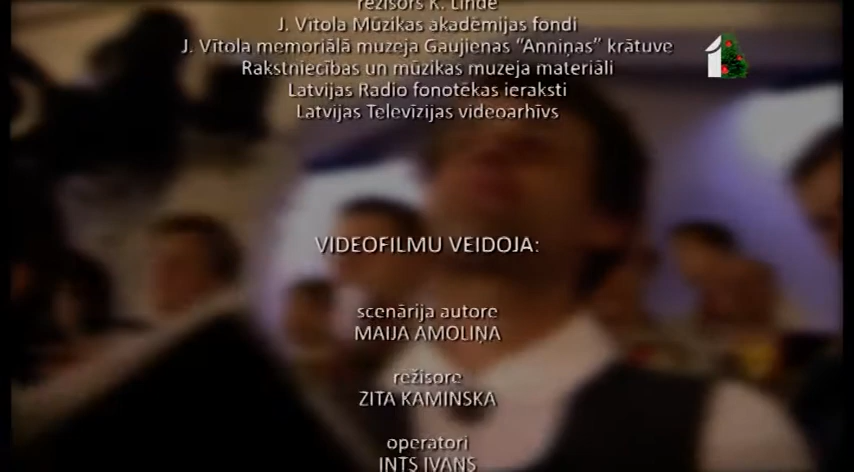 režisors K. Linde
J. Vītola Mūzikas akadēmijas fondi
J. Vītola memoriālā muzeja Gaujienas “Anniņas” krātuve
Rakstniecības un mūzikas muzeja materiāli
Latvijas Radio fonotēkas ieraksti
Latvijas Televīzijas videoarhīvs
1
VIDEOFILMU VEIDOJA:
scenārija autore
MAIJA AMOLIŅA
režisore
ZITA KAMINSKA
operatori
INTS IVANS